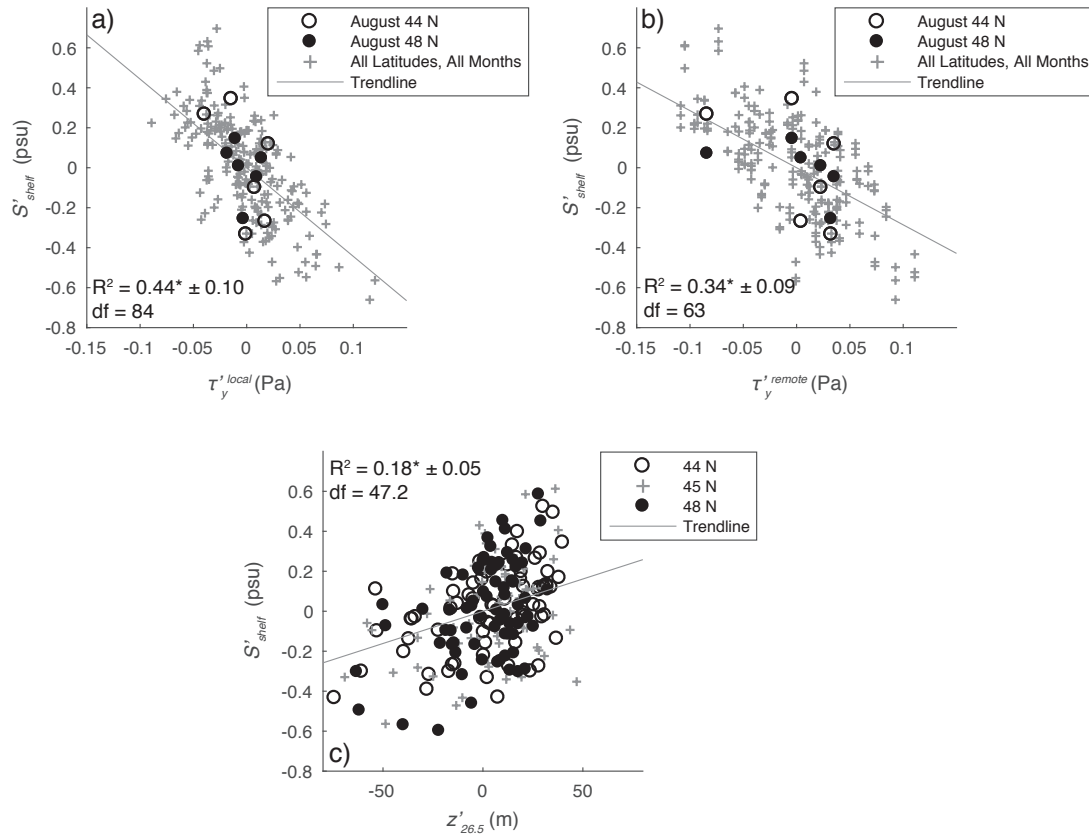 a)
August 44 N
August 48 N
All Latitudes, All Months
Trendline
0.6
0.4
0.2
0
-0.2
-0.4
-0.6
-0.8
S'shelf (psu)
R² = 0.44* ± 0.10
df = 84
-0.15 -0.1 -0.05 0 0.05 0.1
τ'y local (Pa)
b)
August 44 N
August 48 N
All Latitudes, All Months
Trendline
0.6
0.4
0.2
0
-0.2
-0.4
-0.6
-0.8
S'shelf (psu)
R² = 0.34* ± 0.09
df = 63
-0.15 -0.1 -0.05 0 0.05 0.1
τ'y remote (Pa)
R² = 0.18* ± 0.05
df = 47.2
44 N
45 N
48 N
Trendline
0.6
0.4
0.2
0
-0.2
-0.4
-0.6
-0.8
S'shelf (psu)
c)
-50 0 50
z'26.5 (m)